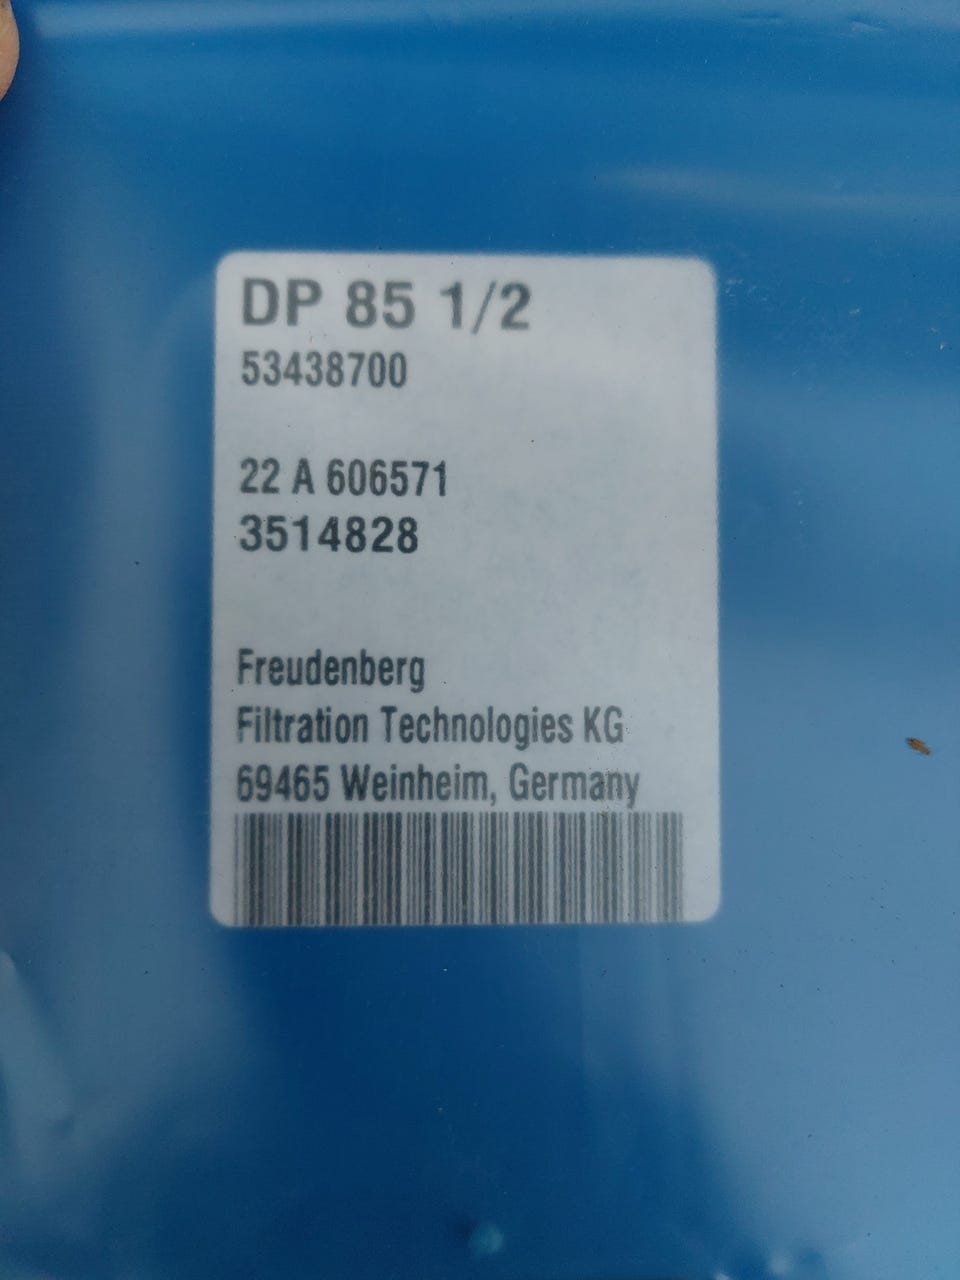 DP 85 1/2
53438700
22 A 606571
3514828
Freudenberg
Filtration Technologies KG
69465 Weinheim, Germany